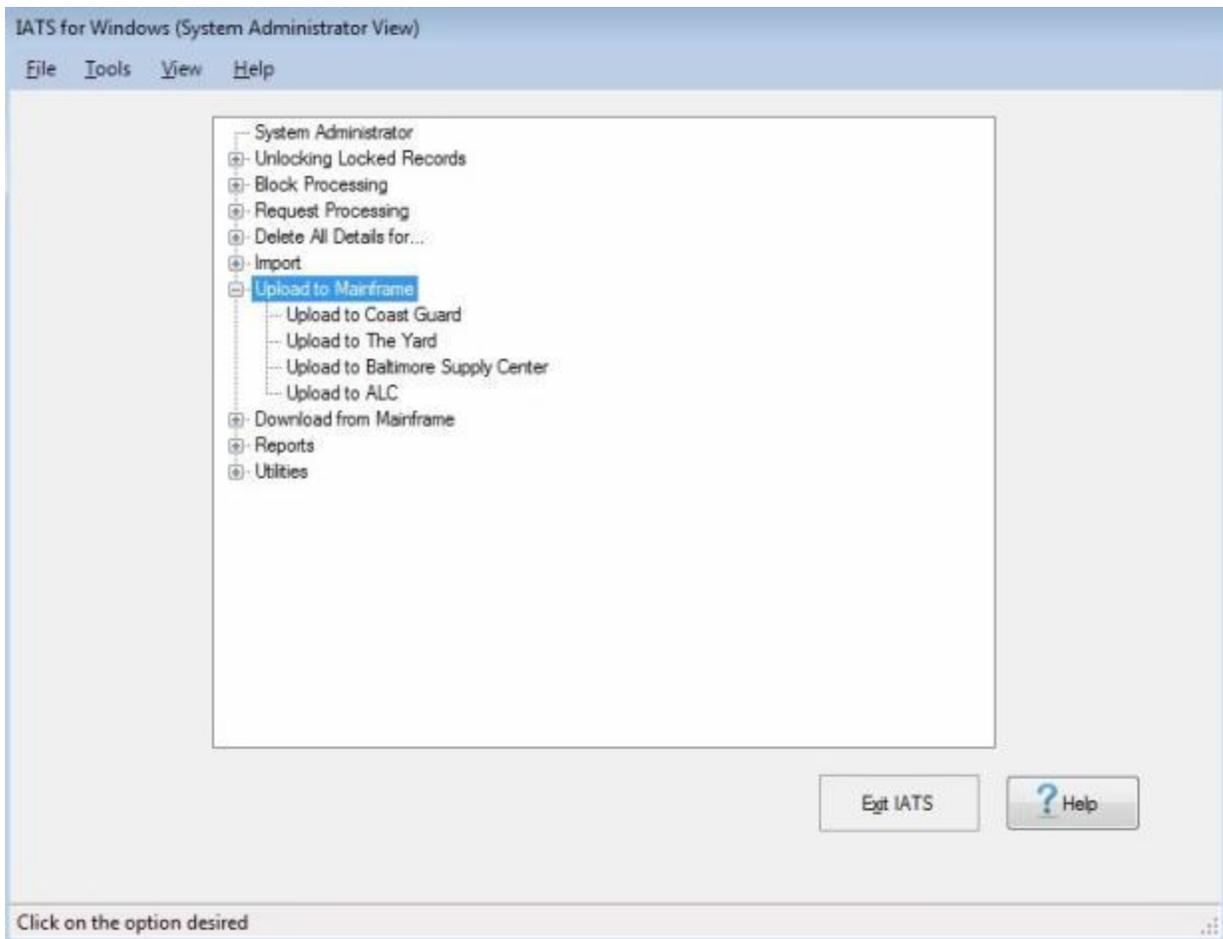 IATS for Windows (System Administrator View)
File Tools View Help
System Administrator
Unlocking Locked Records
Block Processing
Request Processing
Delete All Details for...
Import
Upload to Mainframe
Upload to Coast Guard
Upload to The Yard
Upload to Baltimore Supply Center
Upload to ALC
Download from Mainframe
Reports
Utilities
Exit IATS
? Help
Click on the option desired